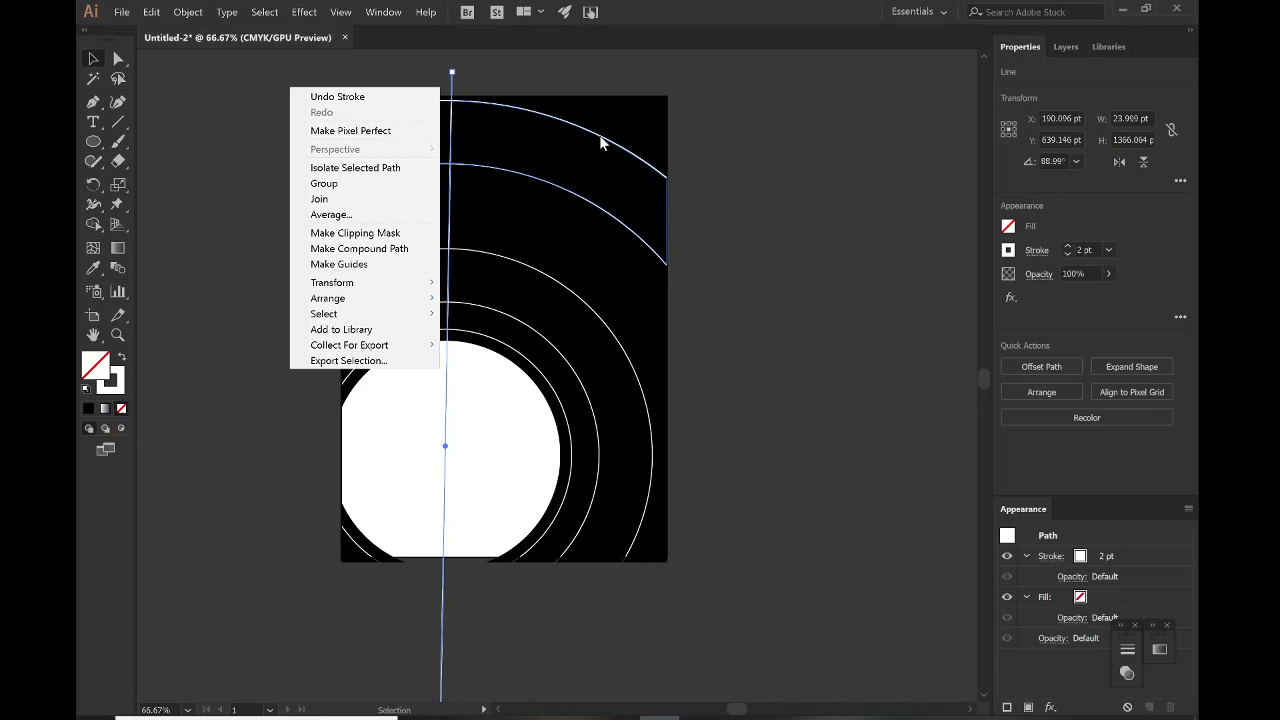 Ai File Edit Object Type Select Effect View Window Help Br St Essentials Search Adobe Stock
Untitled-2* @ 66.67% (CMYK/GPU Preview) ×
Properties Layers Libraries
Line
Transform
X: 190.096 pt W: 23.999 pt
Y: 639.146 pt H: 1366.064 p
88.99°
Appearance
Fill
Stroke 2 pt
Opacity 100%
fx.
Quick Actions
Offset Path Expand Shape
Arrange Align to Pixel Grid
Recolor
Appearance
Path
Stroke: 2 pt
Opacity: Default
Fill:
Opacity: Default
Opacity: Default
fx.
Undo Stroke
Redo
Make Pixel Perfect
Perspective
Isolate Selected Path
Group
Join
Average...
Make Clipping Mask
Make Compound Path
Make Guides
Transform
Arrange
Select
Add to Library
Collect For Export
Export Selection...
66.67% 1 Selection